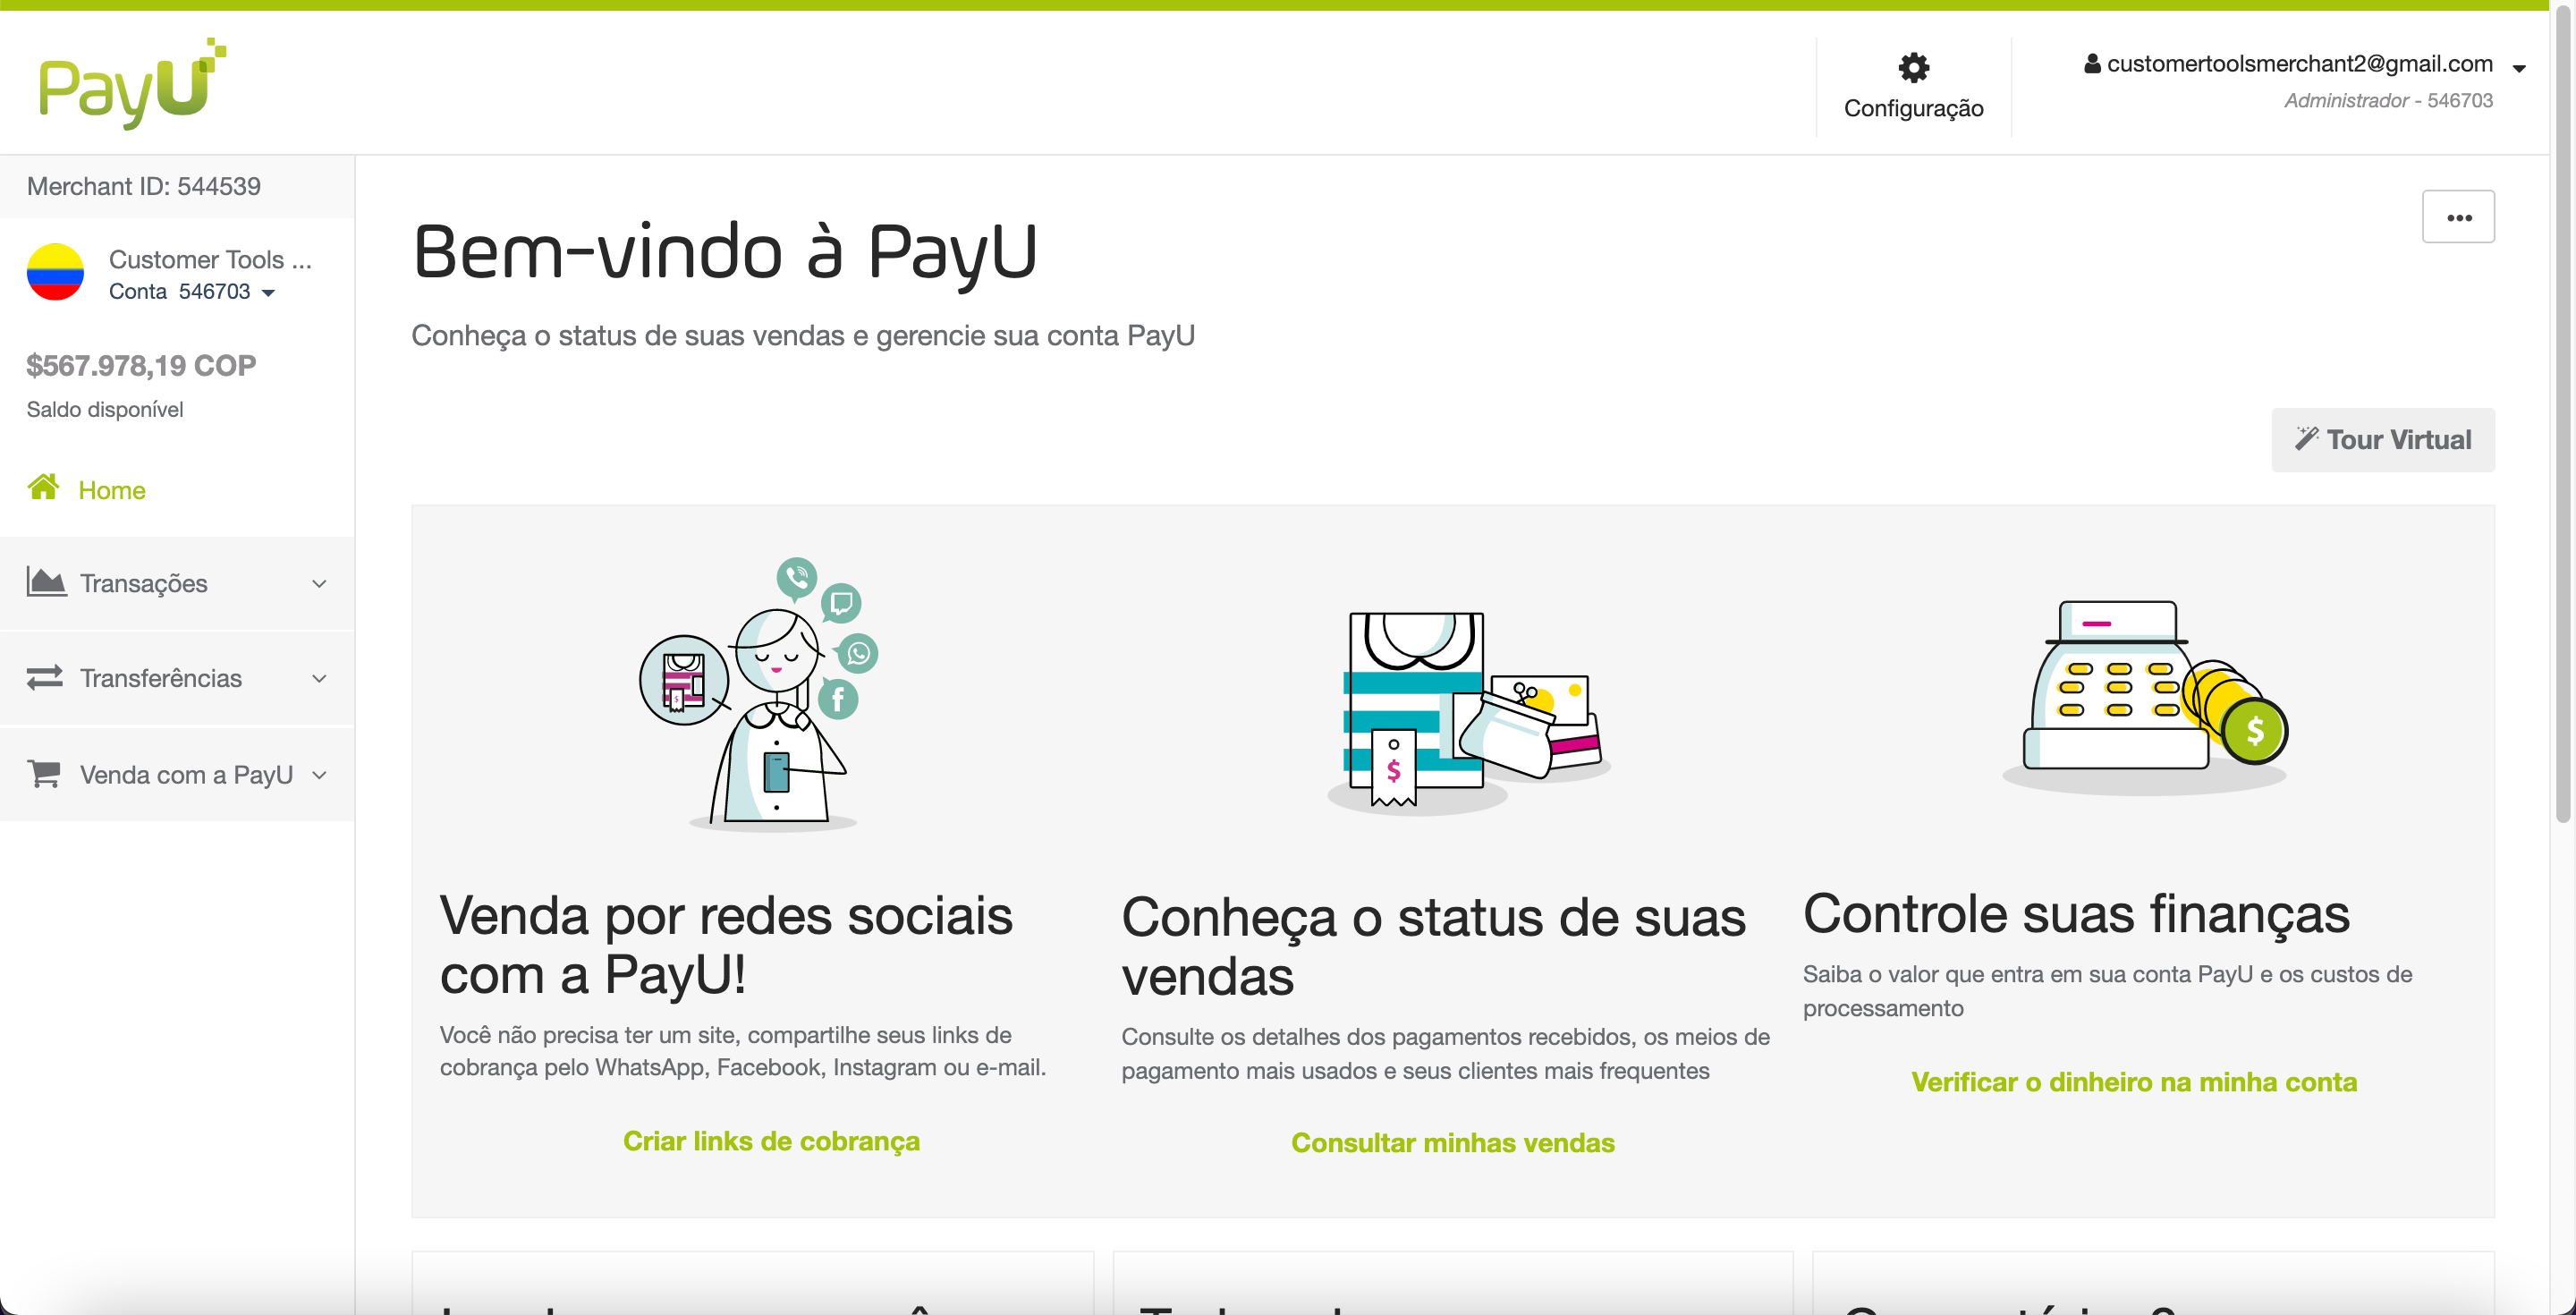 PayU
Configuração
customertoolsmerchant2@gmail.com
Administrador - 546703
Merchant ID: 544539
Customer Tools ...
Conta 546703
$567.978,19 COP
Saldo disponível
Home
Transações
Transferências
Venda com a PayU
Bem-vindo à PayU
Conheça o status de suas vendas e gerencie sua conta PayU
Tour Virtual
Venda por redes sociais
com a PayU!
Você não precisa ter um site, compartilhe seus links de
cobrança pelo WhatsApp, Facebook, Instagram ou e-mail.
Criar links de cobrança
Conheça o status de suas
vendas
Consulte os detalhes dos pagamentos recebidos, os meios de
pagamento mais usados e seus clientes mais frequentes
Consultar minhas vendas
Controle suas finanças
Saiba o valor que entra em sua conta PayU e os custos de
processamento
Verificar o dinheiro na minha conta